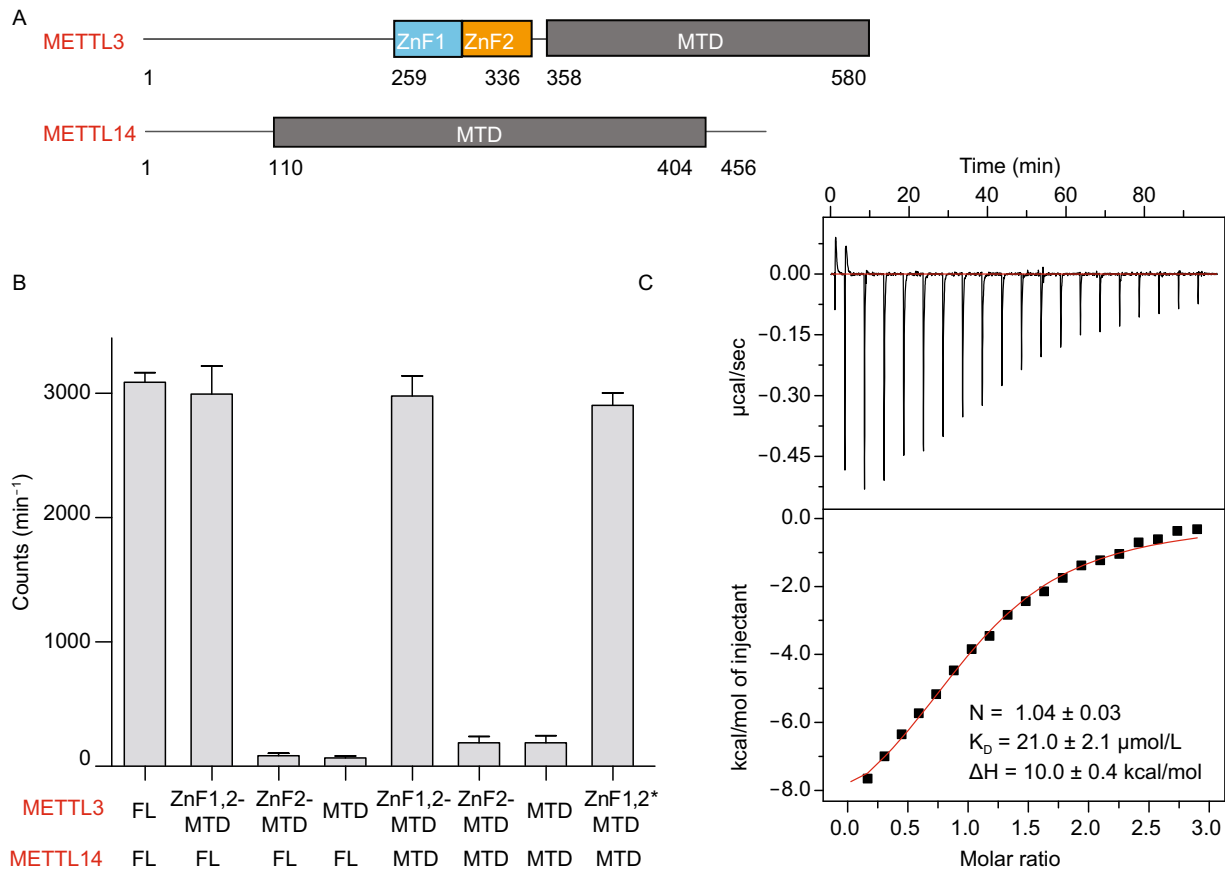 A
METTL3
ZnF1 ZnF2 MTD
1 259 336 358 580
METTL14
MTD
1 110 404 456
B
Counts (min⁻¹)
3000
2000
1000
0
METTL3 FL ZnF1,2- ZnF2- MTD ZnF1,2- ZnF2- MTD ZnF1,2*
MTD MTD MTD MTD MTD
METTL14 FL FL FL FL MTD MTD MTD MTD
C
Time (min)
0 20 40 60 80
µcal/sec
0.00
−0.15
−0.30
−0.45
kcal/mol of injectant
0.0
−2.0
−4.0
−6.0
−8.0
N = 1.04 ± 0.03
K_D = 21.0 ± 2.1 µmol/L
ΔH = 10.0 ± 0.4 kcal/mol
0.0 0.5 1.0 1.5 2.0 2.5 3.0
Molar ratio